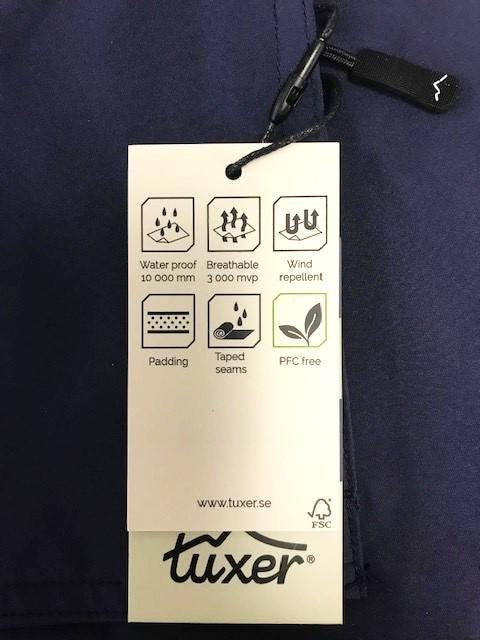 Water proof
10 000 mm
Breathable
3 000 mvp
Wind
repellent
Padding
Taped
seams
PFC free
www.tuxer.se
FSC
tuxer®